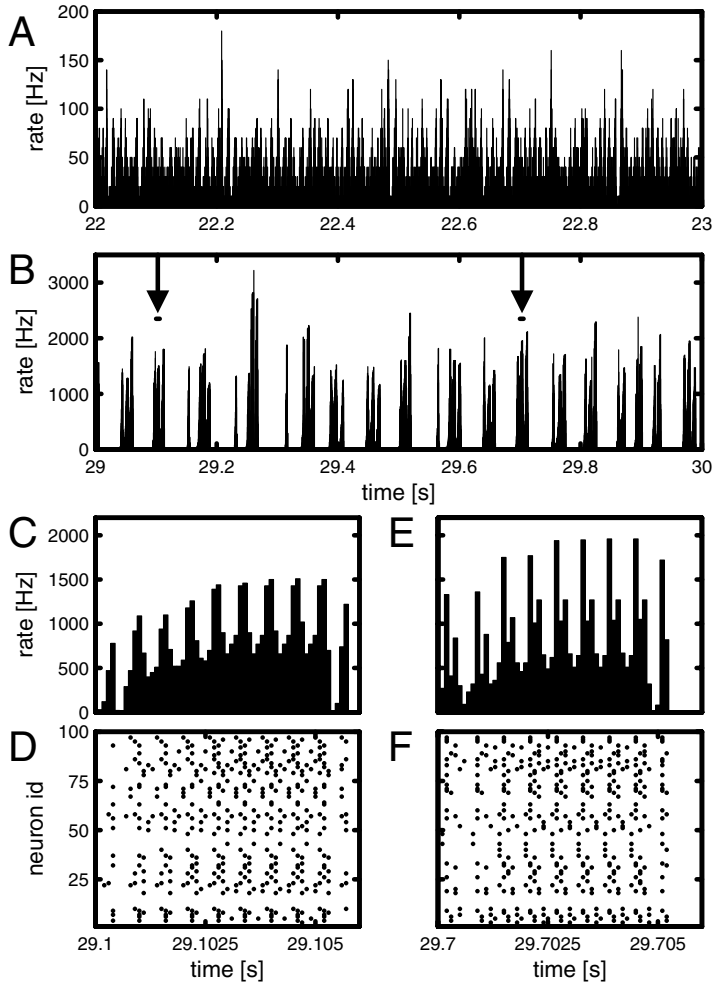 A
rate [Hz]
200
150
100
50
0
22
22.2
22.4
22.6
22.8
23
B
rate [Hz]
3000
2000
1000
0
29
29.2
29.4
29.6
29.8
30
time [s]
C
rate [Hz]
2000
1500
1000
500
0
E
D
neuron id
100
75
50
25
29.1
29.1025
29.105
time [s]
F
29.7
29.7025
29.705
time [s]